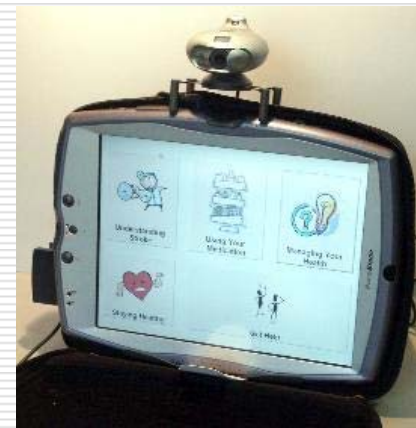 Understanding
Stroke
Using Your
Medication
Managing Your
Health
Staying Healthy
Get Help